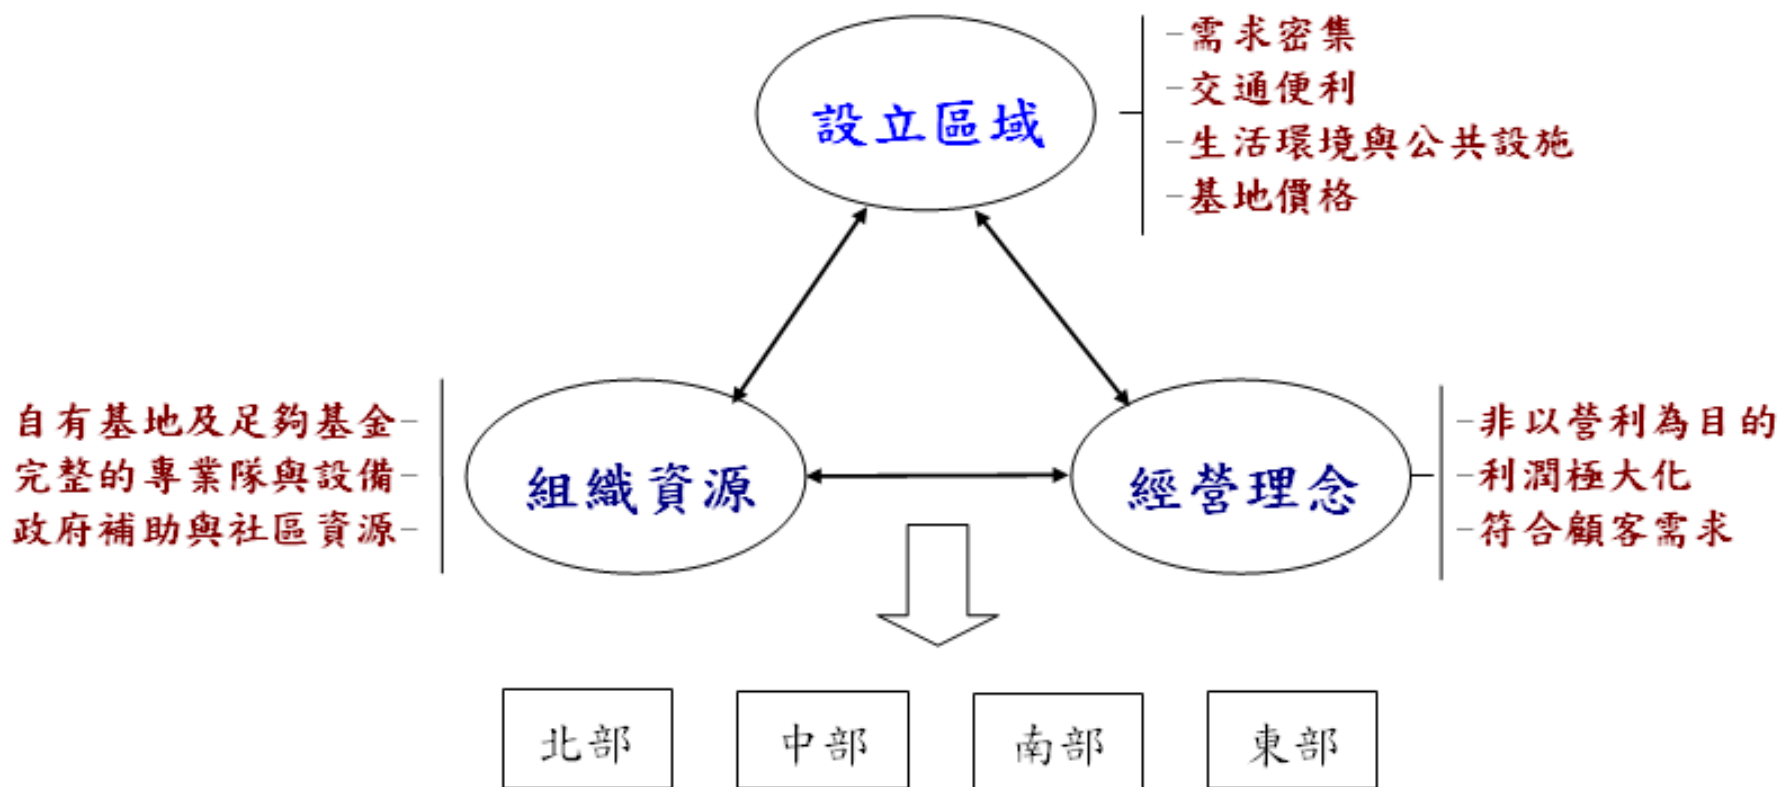 設立區域
-需求密集
-交通便利
-生活環境與公共設施
-基地價格
自有基地及足夠基金-
完整的專業隊與設備-
政府補助與社區資源-
組織資源
經營理念
-非以營利為目的
-利潤極大化
-符合顧客需求
北部
中部
南部
東部